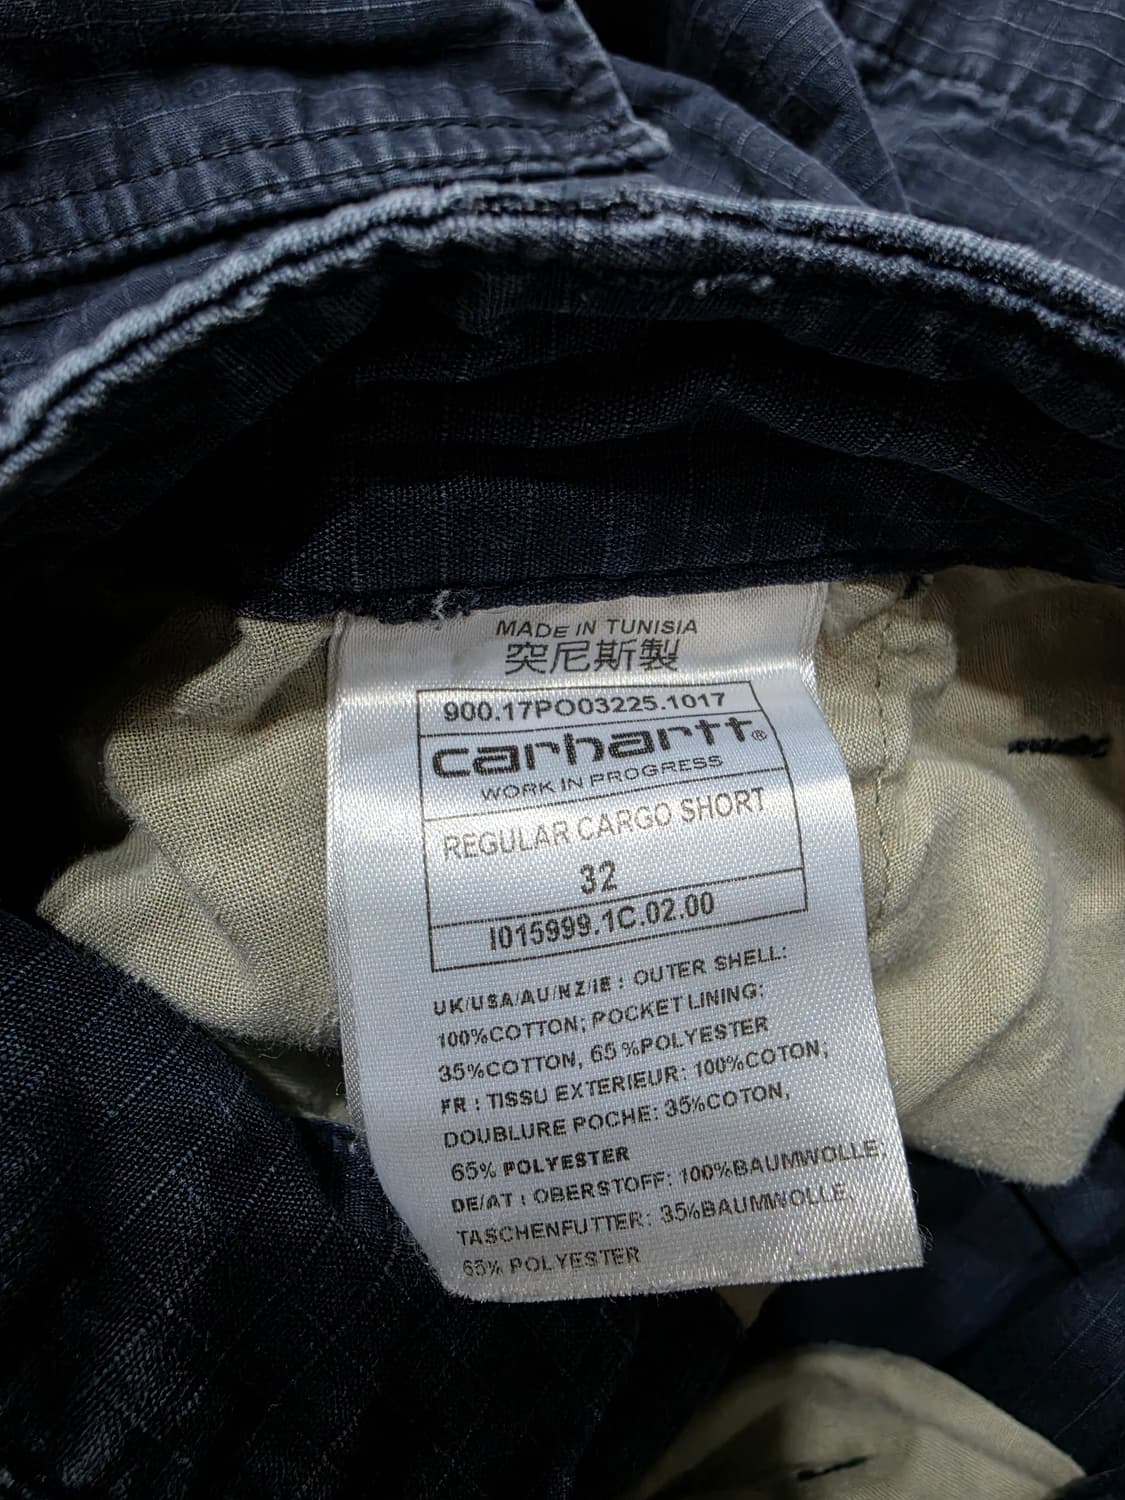 MADE IN TUNISIA
突尼斯製
900.17PO03225.1017
carhartt®
WORK IN PROGRESS
REGULAR CARGO SHORT
32
I015999.1C.02.00
UK/USA/AU/NZ/IE : OUTER SHELL:
100%COTTON; POCKET LINING:
35%COTTON, 65%POLYESTER
FR : TISSU EXTERIEUR: 100%COTON;
DOUBLURE POCHE: 35%COTON,
65% POLYESTER
DE/AT : OBERSTOFF: 100%BAUMWOLLE;
TASCHENFUTTER: 35%BAUMWOLLE,
65% POLYESTER